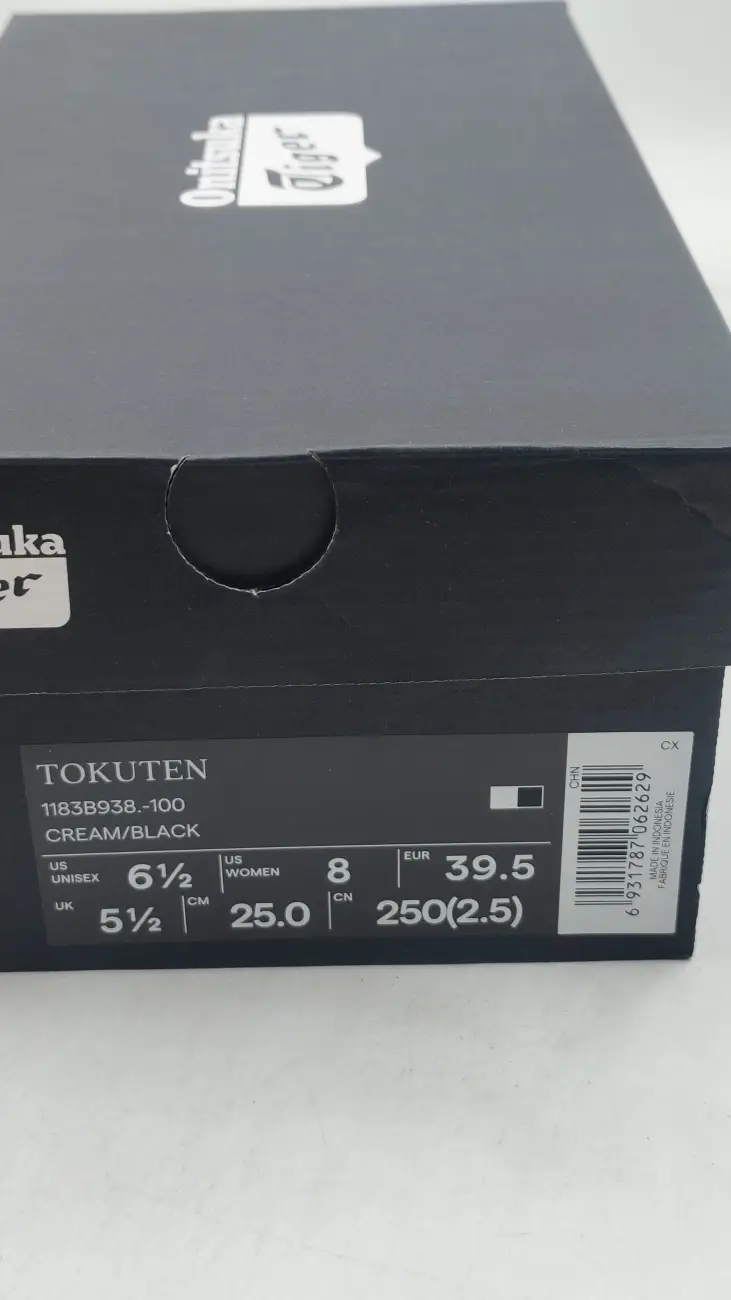 Onitsuka
Tiger
uka
er
TOKUTEN
1183B938.-100
CREAM/BLACK
US UNISEX 6½ US WOMEN 8 EUR 39.5
UK 5½ CM 25.0 CN 250(2.5)
CX
CHN
6 931787 062629
MADE IN INDONESIA
FABRIQUE EN INDONESIE